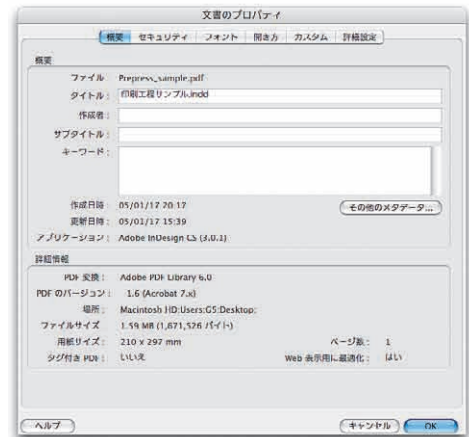 文書のプロパティ
概要 セキュリティ フォント 開き方 カスタム 詳細設定
概要
ファイル: Prepress_sample.pdf
タイトル: 印刷工程サンプル.indd
作成者:
サブタイトル:
キーワード:
作成日時: 05/01/17 20:17 その他のメタデータ...
更新日時: 05/01/17 15:39
アプリケーション: Adobe InDesign CS (3.0.1)
詳細情報
PDF 変換: Adobe PDF Library 6.0
PDF のバージョン: 1.6 (Acrobat 7.x)
場所: Macintosh HD:Users:G5:Desktop:
ファイルサイズ: 1.59 MB (1,671,526 バイト)
用紙サイズ: 210 x 297 mm ページ数: 1
タグ付き PDF: いいえ Web 表示用に最適化: はい
ヘルプ キャンセル OK